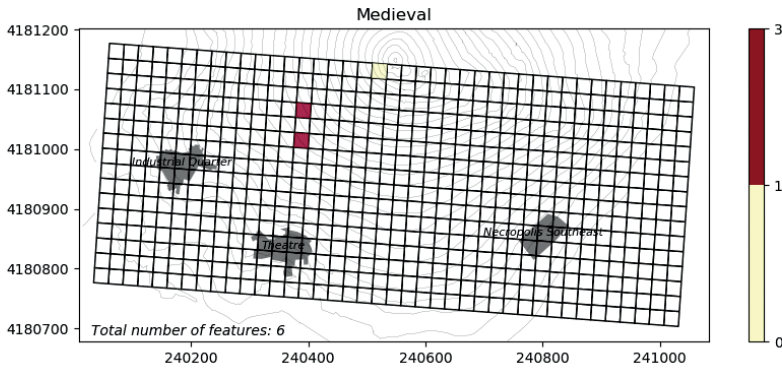 Medieval
4181200
4181100
4181000
4180900
4180800
4180700
Industrial Quarter
Theatre
Necropolis Southeast
Total number of features: 6
240200 240400 240600 240800 241000
3
1
0